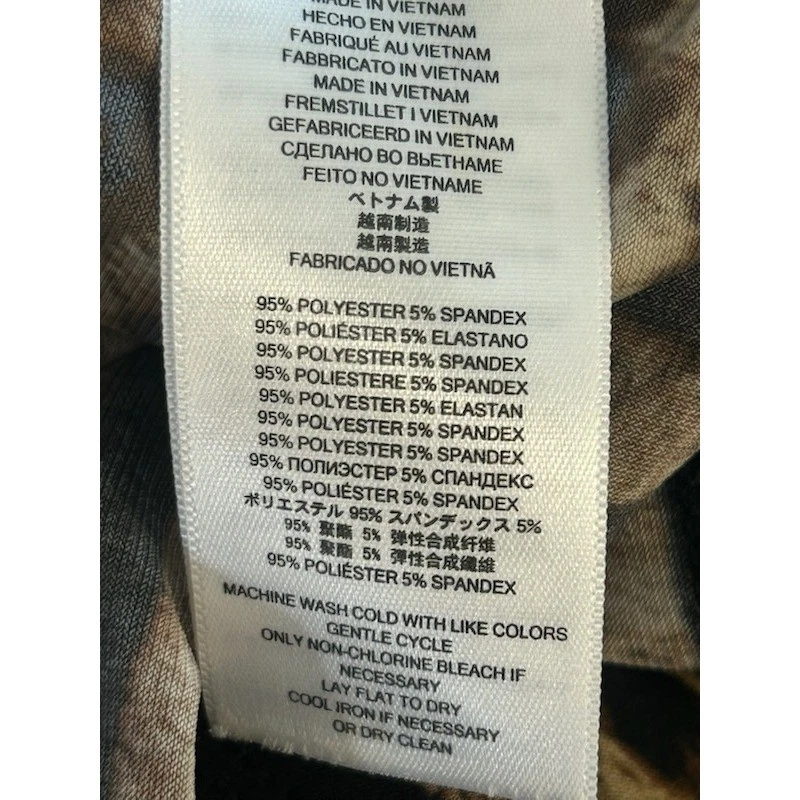 MADE IN VIETNAM
HECHO EN VIETNAM
FABRIQUÉ AU VIETNAM
FABBRICATO IN VIETNAM
MADE IN VIETNAM
FREMSTILLET I VIETNAM
GEFABRICEERD IN VIETNAM
СДЕЛАНО ВО ВЬЕТНАМЕ
FEITO NO VIETNAME
ベトナム製
越南制造
越南製造
FABRICADO NO VIETNÃ
95% POLYESTER 5% SPANDEX
95% POLIÉSTER 5% ELASTANO
95% POLYESTER 5% SPANDEX
95% POLIESTERE 5% SPANDEX
95% POLYESTER 5% ELASTAN
95% POLYESTER 5% SPANDEX
95% POLYESTER 5% SPANDEX
95% ПОЛИЭСТЕР 5% СПАНДЕКС
95% POLIÉSTER 5% SPANDEX
ポリエステル 95% スパンデックス 5%
95% 聚酯 5% 弹性合成纤维
95% 聚酯 5% 彈性合成纖維
95% POLIÉSTER 5% SPANDEX
MACHINE WASH COLD WITH LIKE COLORS
GENTLE CYCLE
ONLY NON-CHLORINE BLEACH IF
NECESSARY
LAY FLAT TO DRY
COOL IRON IF NECESSARY
OR DRY CLEAN